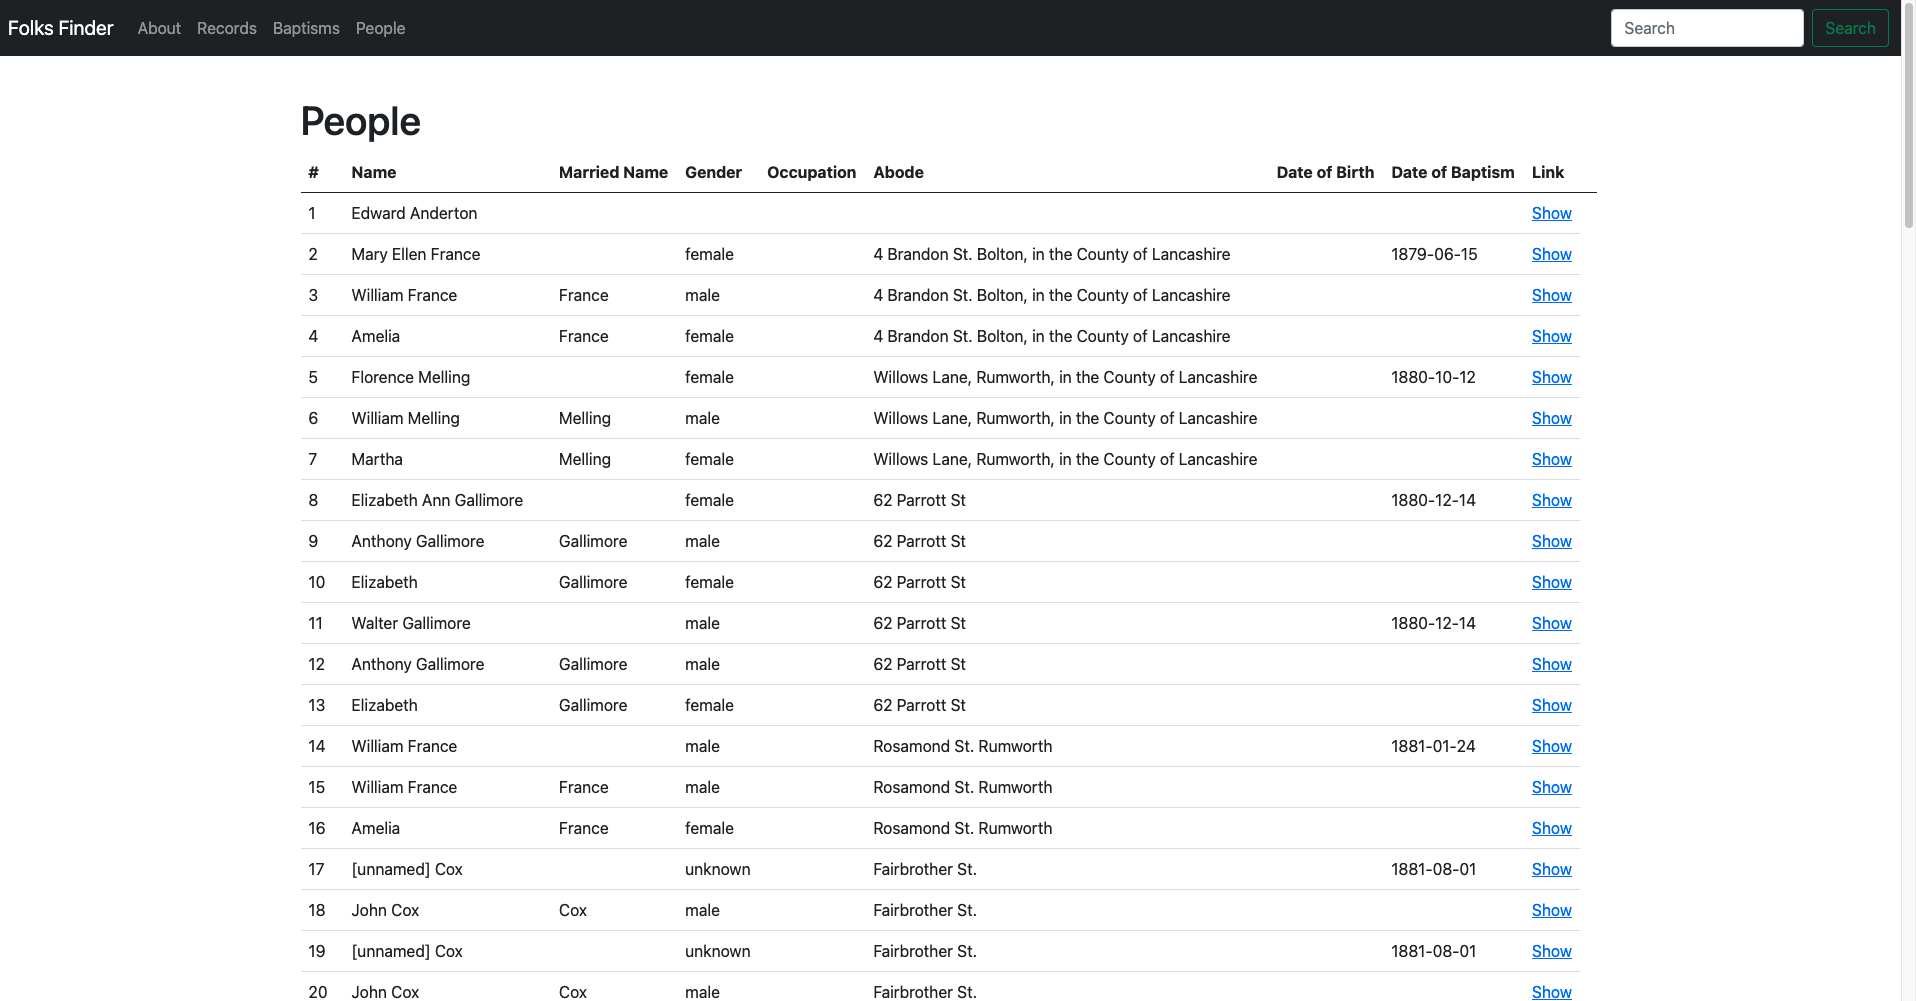 Folks Finder About Records Baptisms People Search Search
People
# Name Married Name Gender Occupation Abode Date of Birth Date of Baptism Link
1 Edward Anderton Show
2 Mary Ellen France female 4 Brandon St. Bolton, in the County of Lancashire 1879-06-15 Show
3 William France France male 4 Brandon St. Bolton, in the County of Lancashire Show
4 Amelia France female 4 Brandon St. Bolton, in the County of Lancashire Show
5 Florence Melling female Willows Lane, Rumworth, in the County of Lancashire 1880-10-12 Show
6 William Melling Melling male Willows Lane, Rumworth, in the County of Lancashire Show
7 Martha Melling female Willows Lane, Rumworth, in the County of Lancashire Show
8 Elizabeth Ann Gallimore female 62 Parrott St 1880-12-14 Show
9 Anthony Gallimore Gallimore male 62 Parrott St Show
10 Elizabeth Gallimore female 62 Parrott St Show
11 Walter Gallimore male 62 Parrott St 1880-12-14 Show
12 Anthony Gallimore Gallimore male 62 Parrott St Show
13 Elizabeth Gallimore female 62 Parrott St Show
14 William France male Rosamond St. Rumworth 1881-01-24 Show
15 William France France male Rosamond St. Rumworth Show
16 Amelia France female Rosamond St. Rumworth Show
17 [unnamed] Cox unknown Fairbrother St. 1881-08-01 Show
18 John Cox Cox male Fairbrother St. Show
19 [unnamed] Cox unknown Fairbrother St. 1881-08-01 Show
20 John Cox Cox male Fairbrother St. Show